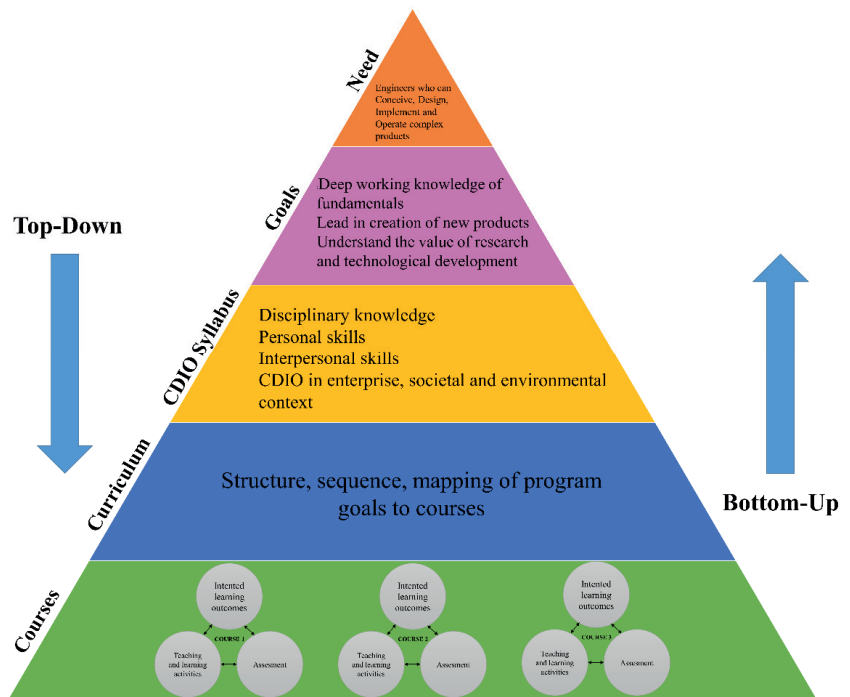 Need
Engineers who can
Conceive, Design,
Implement and
Operate complex
products
Goals
Deep working knowledge of
fundamentals
Lead in creation of new products
Understand the value of research
and technological development
Top-Down
CDIO Syllabus
Disciplinary knowledge
Personal skills
Interpersonal skills
CDIO in enterprise, societal and environmental
context
Curriculum
Structure, sequence, mapping of program
goals to courses
Bottom-Up
Courses
Intented
learning
outcomes
COURSE 1
Teaching
and learning
activities
Assesment
Intented
learning
outcomes
COURSE 2
Teaching
and learning
activities
Assesment
Intented
learning
outcomes
COURSE 3
Teaching
and learning
activities
Assesment